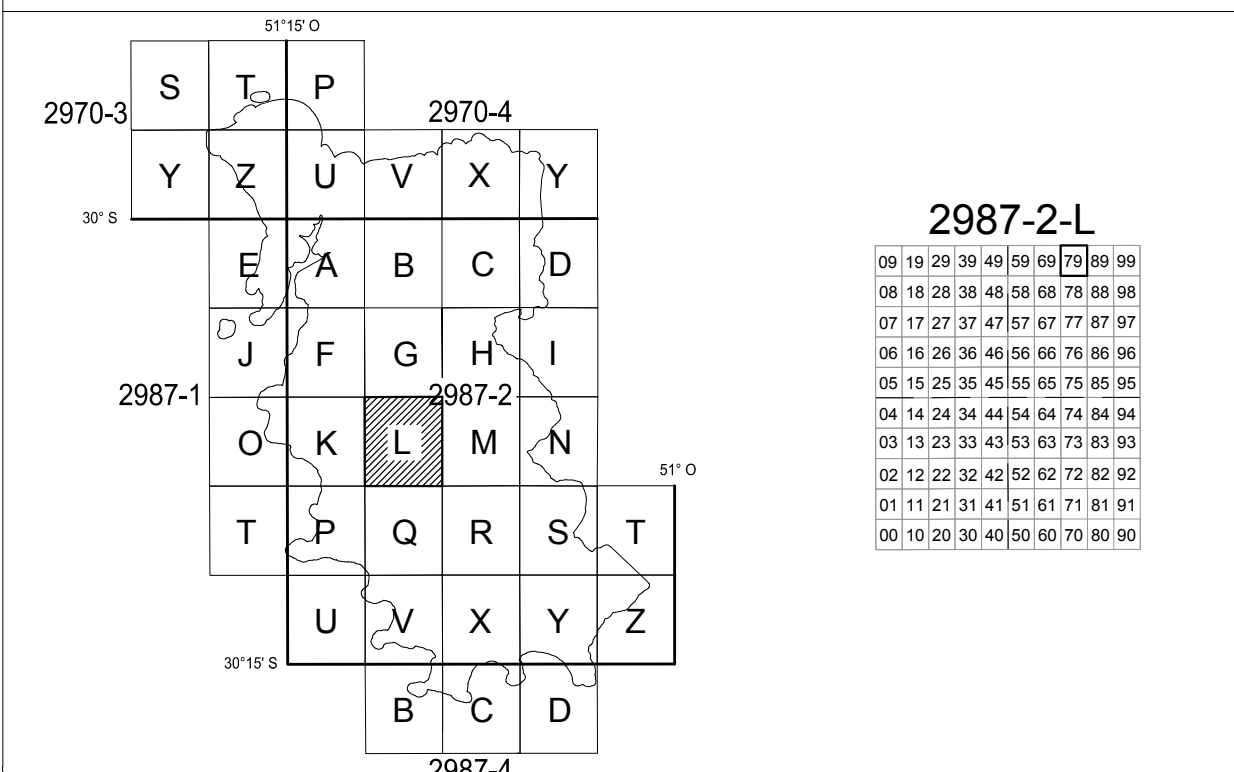 51°15' O
S T P
2970-3
2970-4
Y Z U V X Y
30° S
E A B C D
J F G H I
2987-1
2987-2
O K L M N
51° O
T P Q R S T
U V X Y Z
30°15' S
B C D
2987-4
2987-2-L
09 19 29 39 49 59 69 79 89 99
08 18 28 38 48 58 68 78 88 98
07 17 27 37 47 57 67 77 87 97
06 16 26 36 46 56 66 76 86 96
05 15 25 35 45 55 65 75 85 95
04 14 24 34 44 54 64 74 84 94
03 13 23 33 43 53 63 73 83 93
02 12 22 32 42 52 62 72 82 92
01 11 21 31 41 51 61 71 81 91
00 10 20 30 40 50 60 70 80 90